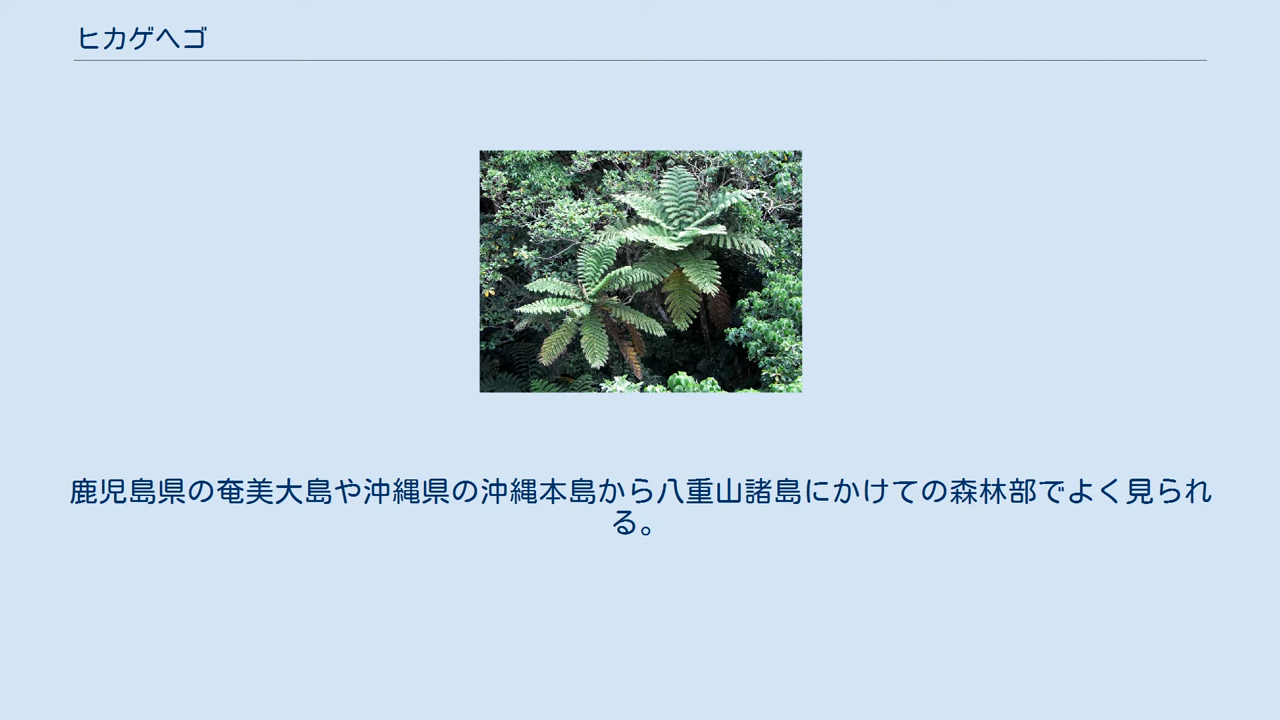 ヒカゲヘゴ
鹿児島県の奄美大島や沖縄県の沖縄本島から八重山諸島にかけての森林部でよく見られ
る。